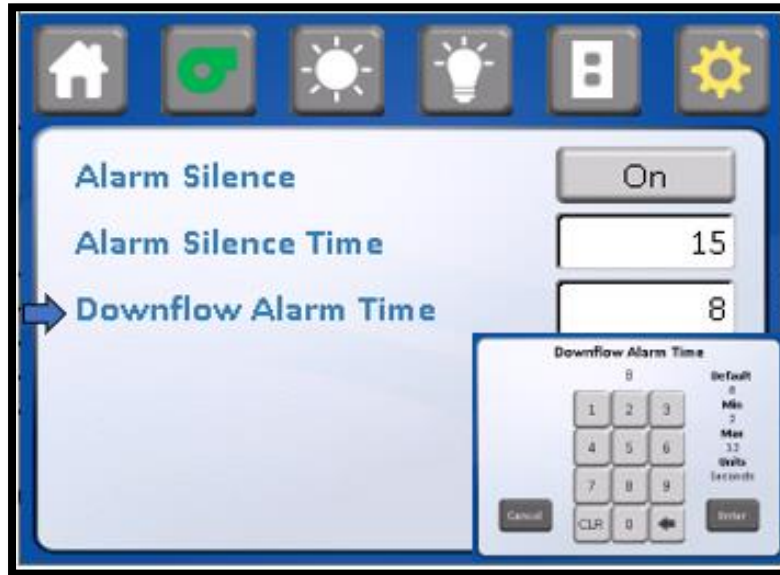 Alarm Silence
On
Alarm Silence Time
15
Downflow Alarm Time
8
Downflow Alarm Time
8
Default
8
Min
2
Max
Units
Seconds
1 2 3
4 5 6
7 8 9
CLR 0
Cancel
Enter